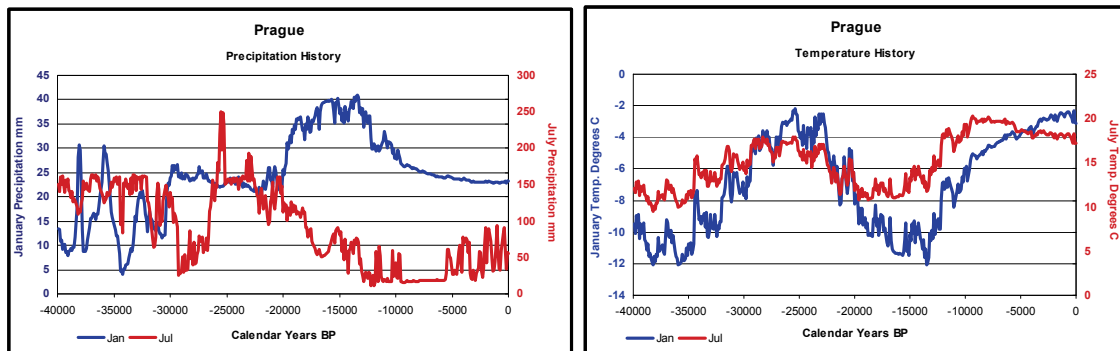 Prague
Precipitation History
January Precipitation mm
45
40
35
30
25
20
15
10
5
0
300
250
200
150
100
50
0
July Precipitation mm
-40000 -35000 -30000 -25000 -20000 -15000 -10000 -5000 0
Calendar Years BP
Jan Jul
Prague
Temperature History
January Temp. Degrees C
0
-2
-4
-6
-8
-10
-12
-14
25
20
15
10
5
0
July Temp. Degrees C
-40000 -35000 -30000 -25000 -20000 -15000 -10000 -5000 0
Calendar Years BP
Jan Jul